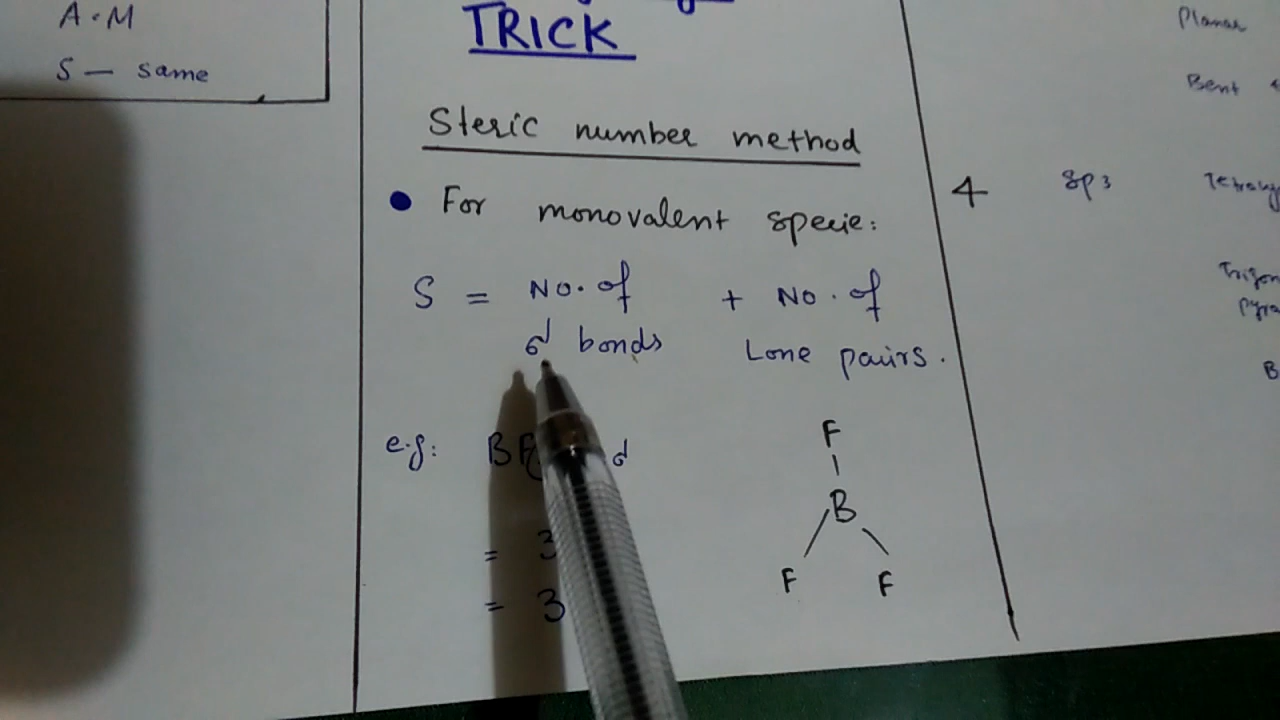 A.M
S — same
TRICK
Steric number method
• For monovalent specie:
S = No. of + No. of
σ bonds Lone pairs.
e.g:
F
B
F F
= 3
= 3
Planar
Bent
4 Sp3